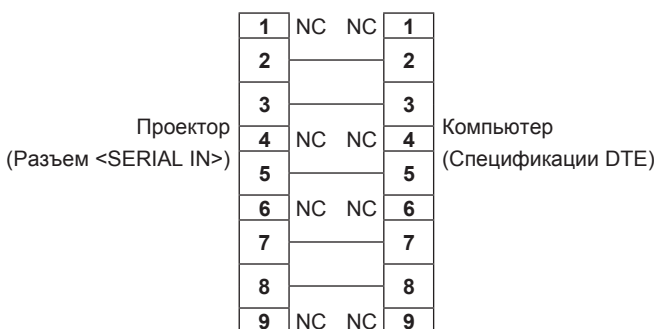 1 NC NC 1
2 2
3 3
Проектор
(Разъем <SERIAL IN>)
4 NC NC 4
Компьютер
(Спецификации DTE)
5 5
6 NC NC 6
7 7
8 8
9 NC NC 9